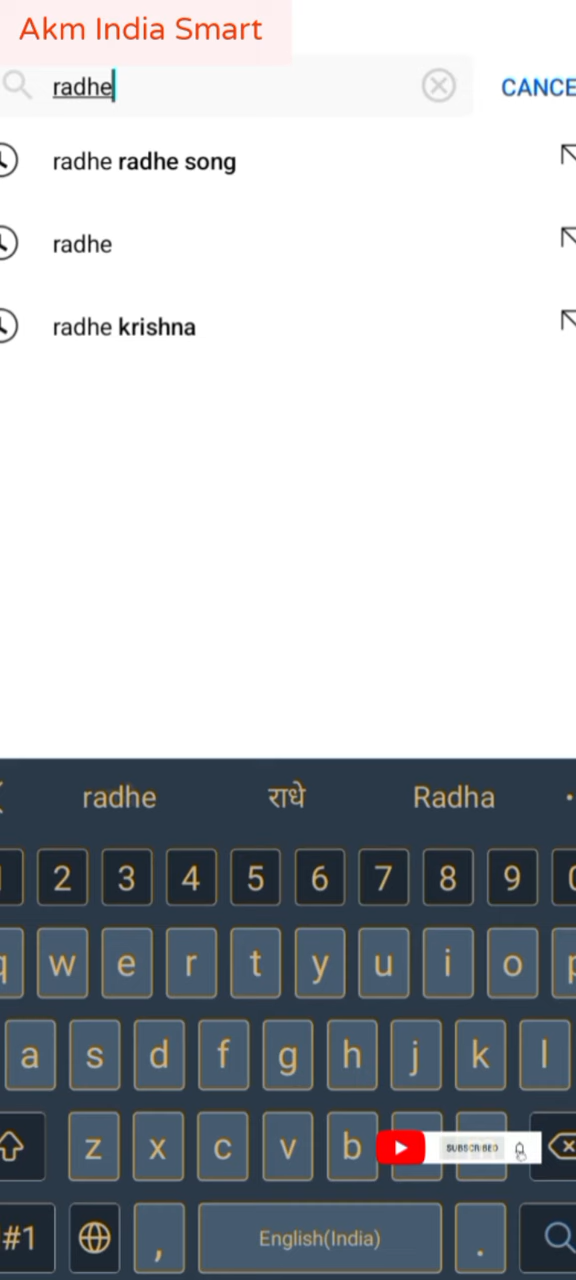 Akm India Smart
radhe CANCE
radhe radhe song
radhe
radhe krishna
radhe राधे Radha
2 3 4 5 6 7 8 9
q w e r t y u i o p
a s d f g h j k l
z x c v b SUBSCRIBED
#1 , English(India) .